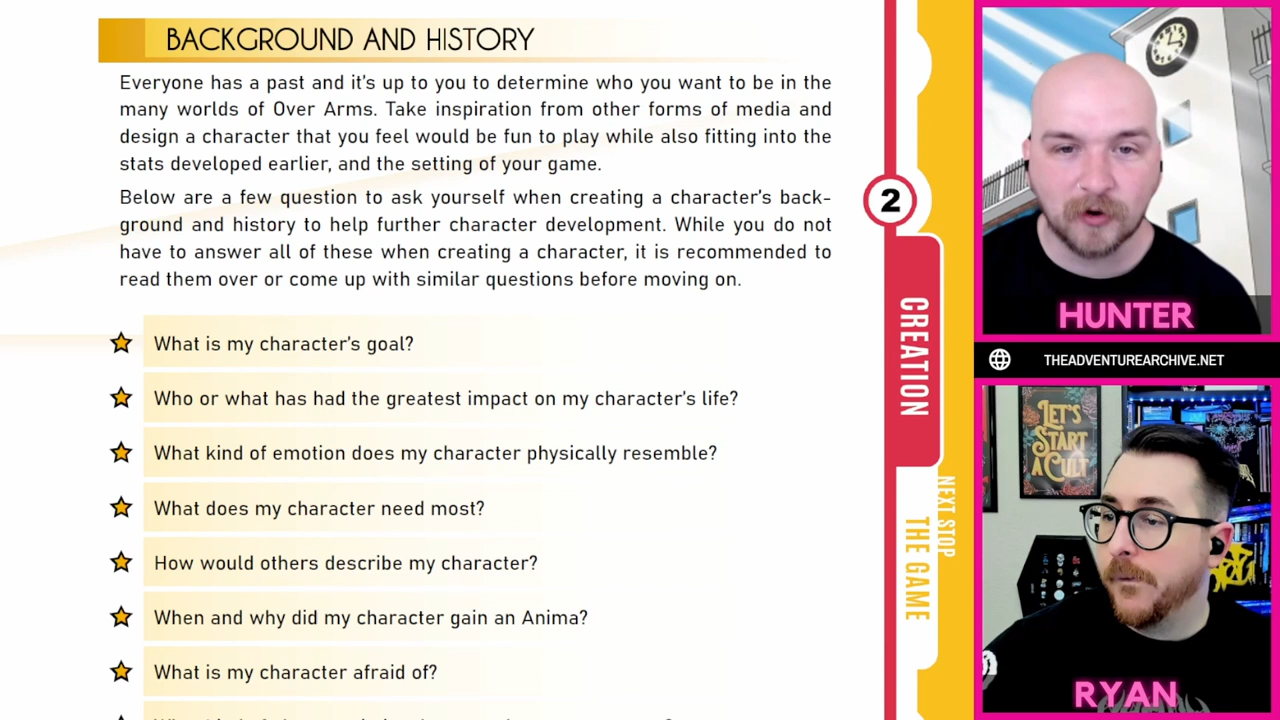 BACKGROUND AND HISTORY
Everyone has a past and it's up to you to determine who you want to be in the
many worlds of Over Arms. Take inspiration from other forms of media and
design a character that you feel would be fun to play while also fitting into the
stats developed earlier, and the setting of your game.
Below are a few question to ask yourself when creating a character's back-
ground and history to help further character development. While you do not
have to answer all of these when creating a character, it is recommended to
read them over or come up with similar questions before moving on.
What is my character's goal?
Who or what has had the greatest impact on my character's life?
What kind of emotion does my character physically resemble?
What does my character need most?
How would others describe my character?
When and why did my character gain an Anima?
What is my character afraid of?
2
CREATION
NEXT STOP
THE GAME
HUNTER
THEADVENTUREARCHIVE.NET
LET'S
START
A CULT
RYAN